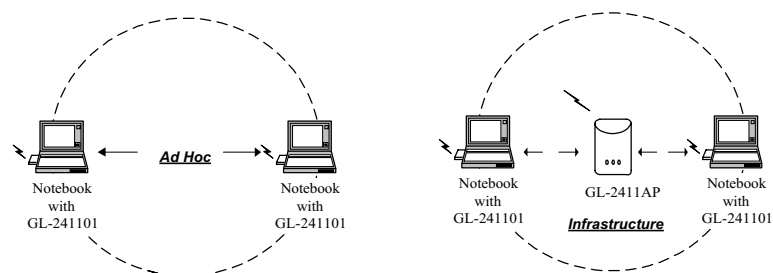 Ad Hoc
Notebook
with
GL-241101
Notebook
with
GL-241101
Notebook
with
GL-241101
GL-2411AP
Infrastructure
Notebook
with
GL-241101